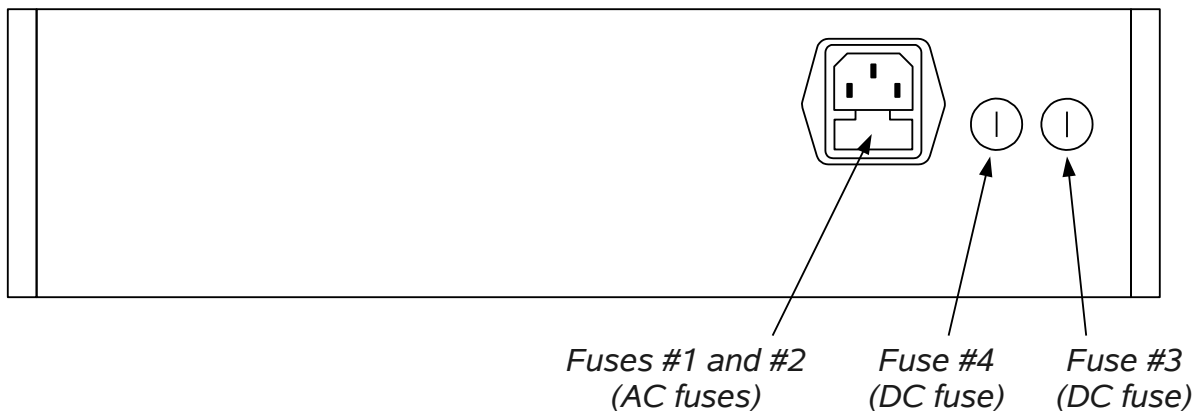 Fuses #1 and #2
(AC fuses)
Fuse #4
(DC fuse)
Fuse #3
(DC fuse)